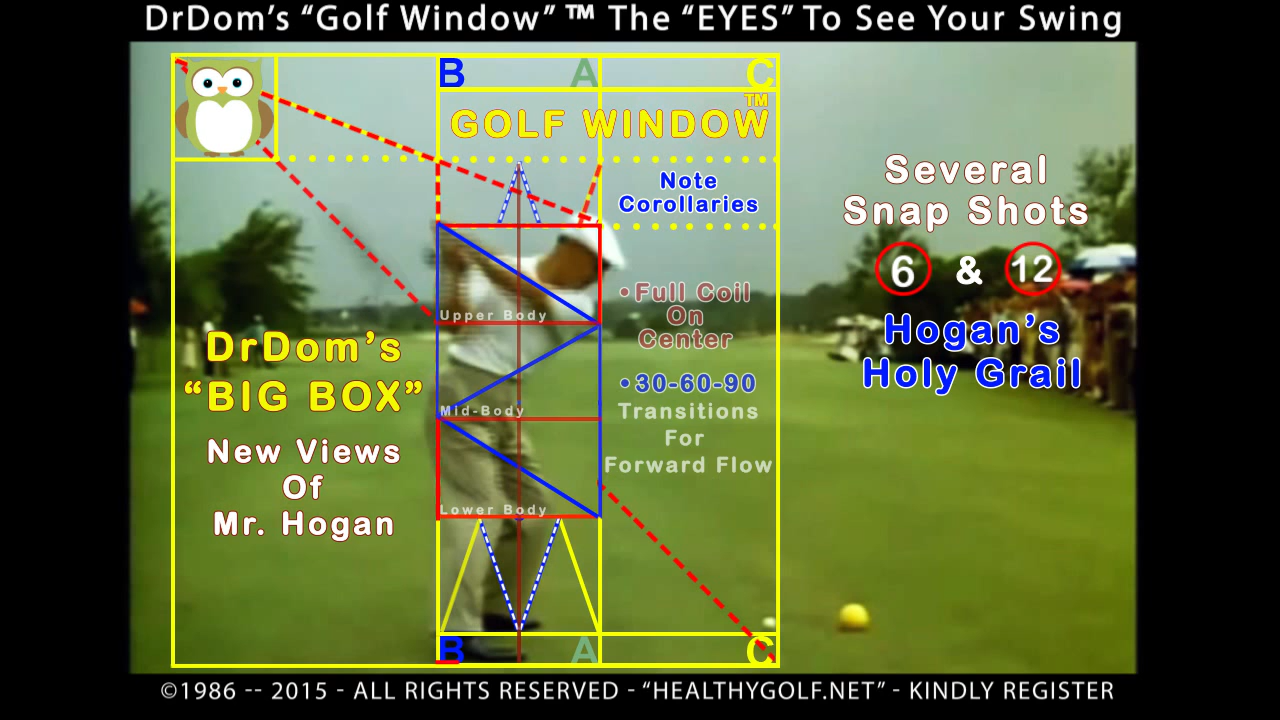 DrDom's "Golf Window" ™ The "EYES" To See Your Swing
B A C
GOLF WINDOW™
Note
Corollaries
Several
Snap Shots
6 & 12
Hogan's
Holy Grail
•Full Coil
On
Center
•30-60-90
Transitions
For
Forward Flow
Upper Body
Mid-Body
Lower Body
DrDom's
"BIG BOX"
New Views
Of
Mr. Hogan
B A C
©1986 -- 2015 - ALL RIGHTS RESERVED - "HEALTHYGOLF.NET" - KINDLY REGISTER